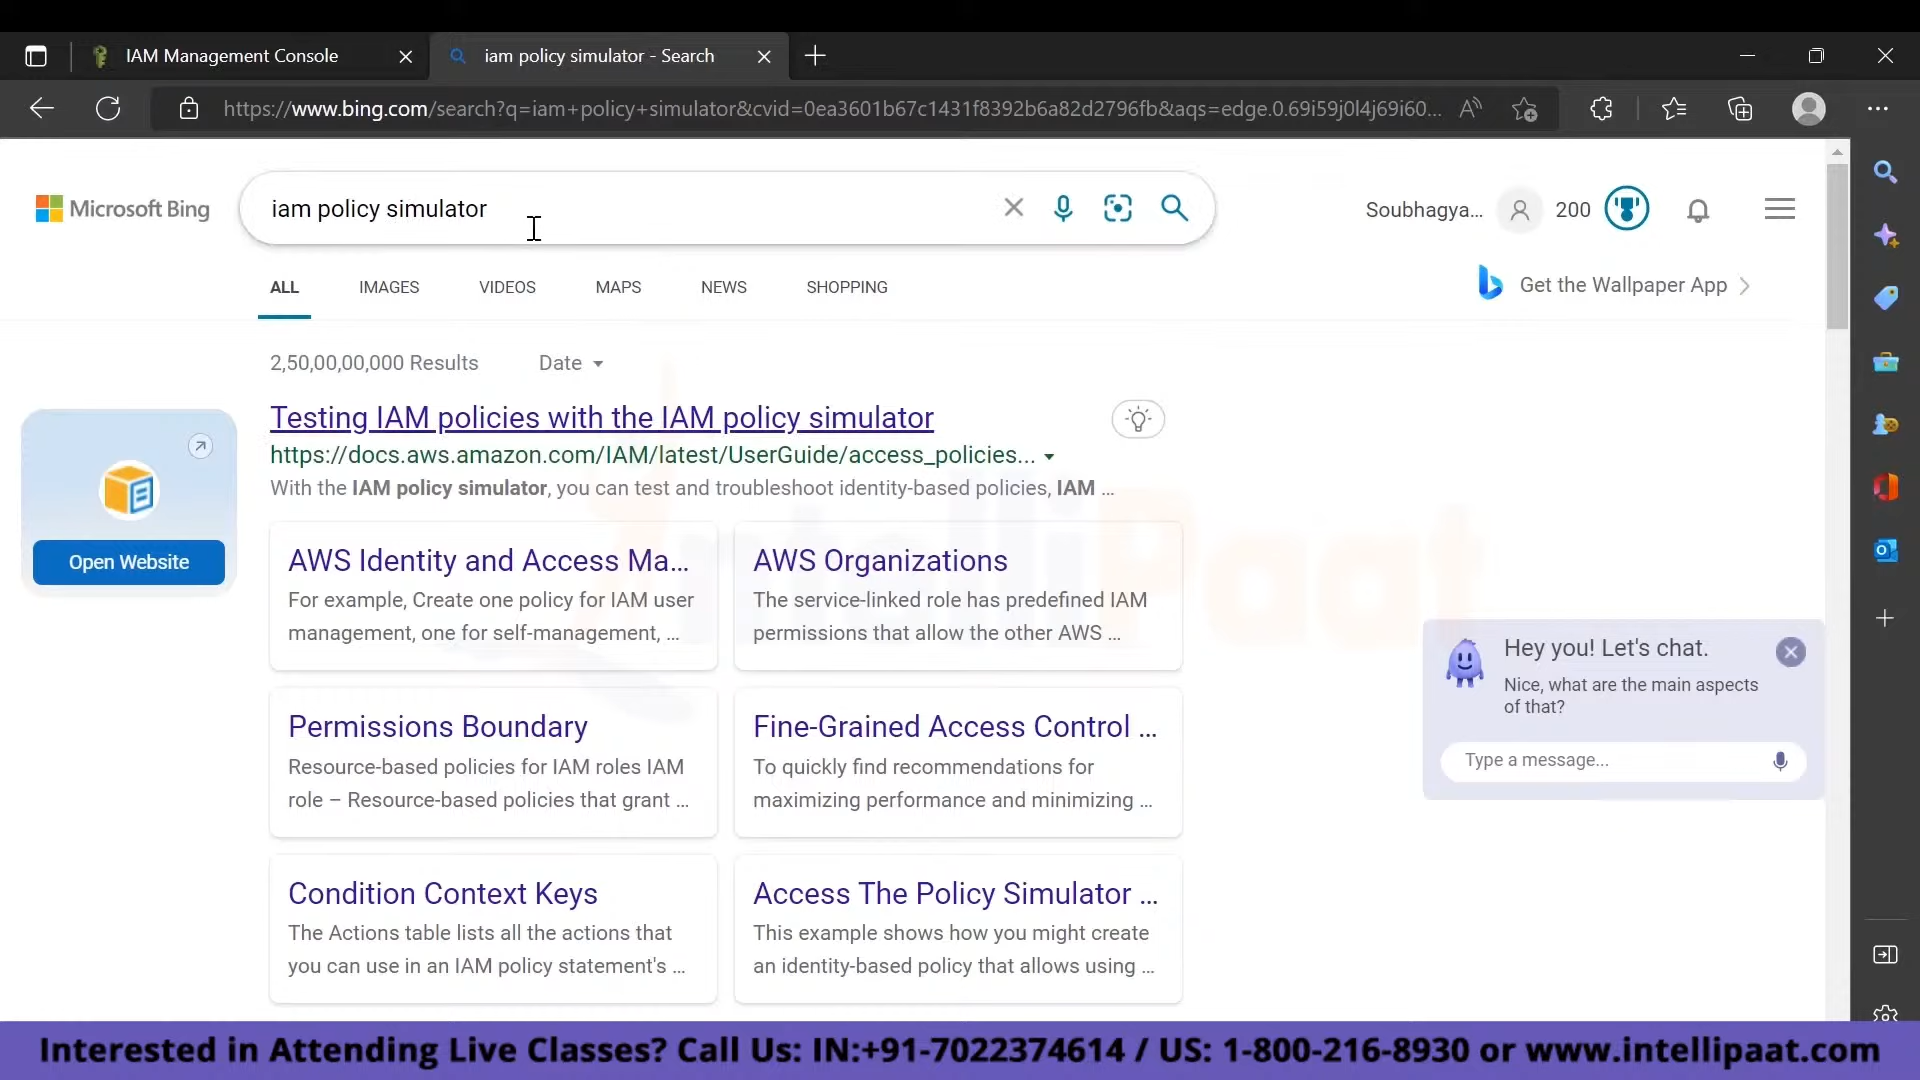 IAM Management Console
iam policy simulator - Search
https://www.bing.com/search?q=iam+policy+simulator&cvid=0ea3601b67c1431f8392b6a82d2796fb&aqs=edge.0.69i59j0l4j69i60...
Microsoft Bing
iam policy simulator
Soubhagya...
200
ALL
IMAGES
VIDEOS
MAPS
NEWS
SHOPPING
Get the Wallpaper App
2,50,00,00,000 Results
Date
Testing IAM policies with the IAM policy simulator
https://docs.aws.amazon.com/IAM/latest/UserGuide/access_policies...
With the IAM policy simulator, you can test and troubleshoot identity-based policies, IAM ...
Open Website
AWS Identity and Access Ma...
For example, Create one policy for IAM user
management, one for self-management, ...
AWS Organizations
The service-linked role has predefined IAM
permissions that allow the other AWS ...
Permissions Boundary
Resource-based policies for IAM roles IAM
role – Resource-based policies that grant ...
Fine-Grained Access Control ...
To quickly find recommendations for
maximizing performance and minimizing ...
Condition Context Keys
The Actions table lists all the actions that
you can use in an IAM policy statement's ...
Access The Policy Simulator ...
This example shows how you might create
an identity-based policy that allows using ...
Hey you! Let's chat.
Nice, what are the main aspects
of that?
Type a message...
IntelliPaat
Interested in Attending Live Classes? Call Us: IN:+91-7022374614 / US: 1-800-216-8930 or www.intellipaat.com